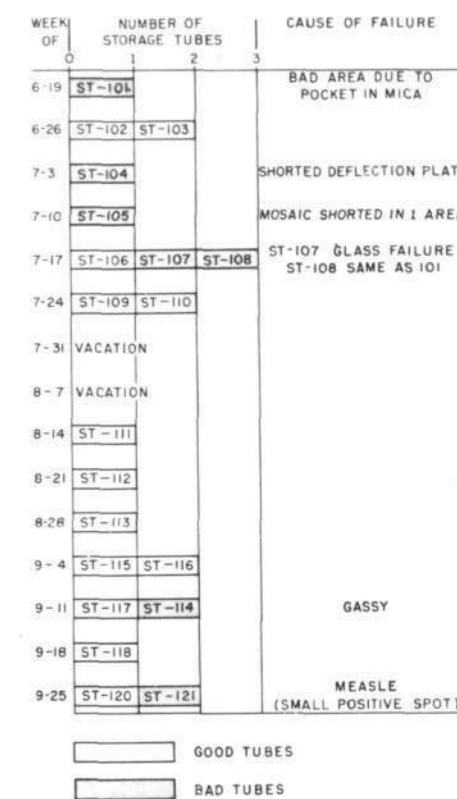 WEEK OF NUMBER OF STORAGE TUBES CAUSE OF FAILURE
0 1 2 3
6-19 ST-101 BAD AREA DUE TO
POCKET IN MICA
6-26 ST-102 ST-103
7-3 ST-104 SHORTED DEFLECTION PLAT
7-10 ST-105 MOSAIC SHORTED IN 1 AREA
7-17 ST-106 ST-107 ST-108 ST-107 GLASS FAILURE
ST-108 SAME AS 101
7-24 ST-109 ST-110
7-31 VACATION
8-7 VACATION
8-14 ST-111
8-21 ST-112
8-28 ST-113
9-4 ST-115 ST-116
9-11 ST-117 ST-114 GASSY
9-18 ST-118
9-25 ST-120 ST-121 MEASLE
(SMALL POSITIVE SPOT)
GOOD TUBES
BAD TUBES